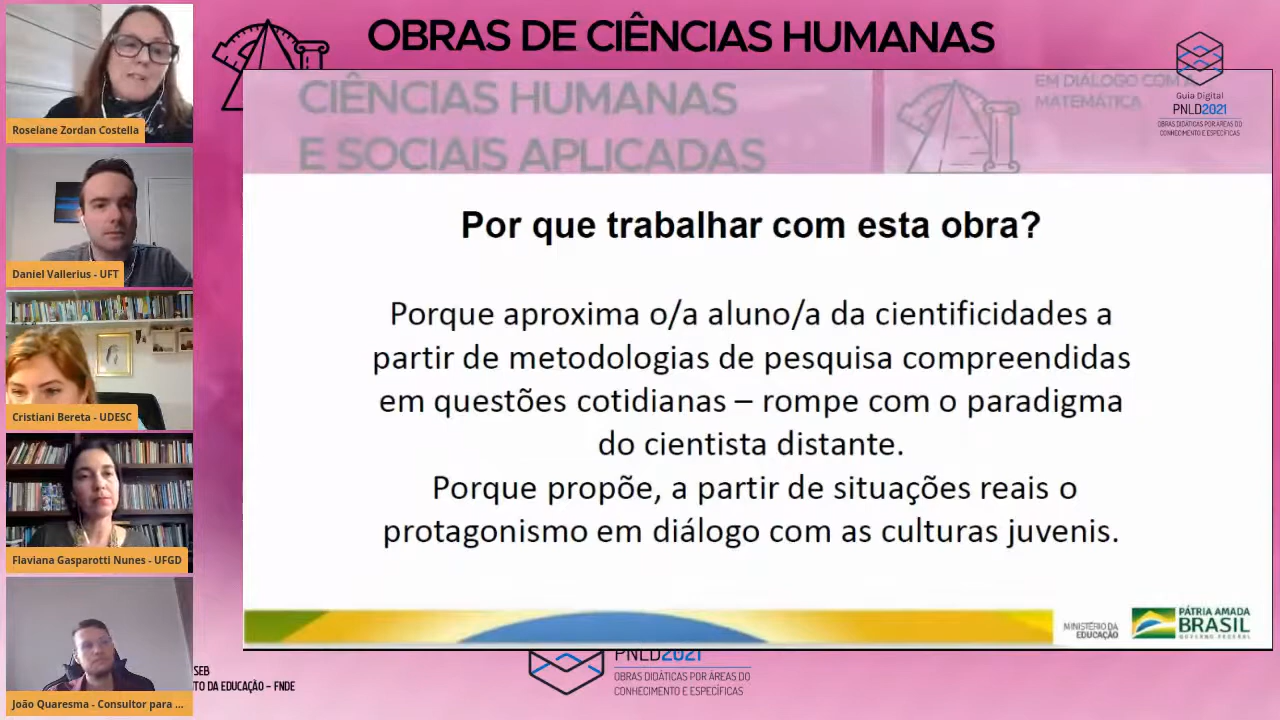 OBRAS DE CIÊNCIAS HUMANAS
CIÊNCIAS HUMANAS
E SOCIAIS APLICADAS
EM DIÁLOGO COM A
MATEMÁTICA
Guia Digital
PNLD2021
OBRAS DIDÁTICAS POR ÁREAS DO
CONHECIMENTO E ESPECÍFICAS
Por que trabalhar com esta obra?
Porque aproxima o/a aluno/a da cientificidades a
partir de metodologias de pesquisa compreendidas
em questões cotidianas – rompe com o paradigma
do cientista distante.
Porque propõe, a partir de situações reais o
protagonismo em diálogo com as culturas juvenis.
MINISTÉRIO DA
EDUCAÇÃO
PÁTRIA AMADA
BRASIL
GOVERNO FEDERAL
Roseiane Zordan Costella
Daniel Vallerius - UFT
Cristiani Bereta - UDESC
Flaviana Gasparotti Nunes - UFGD
João Quaresma - Consultor para ...
SEB
TO DA EDUCAÇÃO - FNDE
PNLD2021
OBRAS DIDÁTICAS POR ÁREAS DO
CONHECIMENTO E ESPECÍFICAS